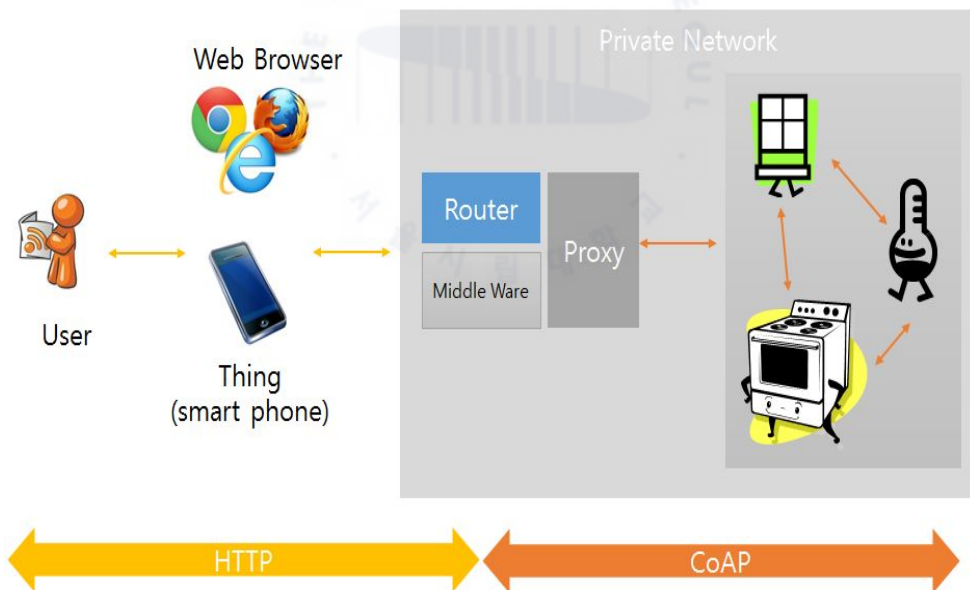 Private Network
Web Browser
Router
Proxy
Middle Ware
User
Thing
(smart phone)
HTTP
CoAP